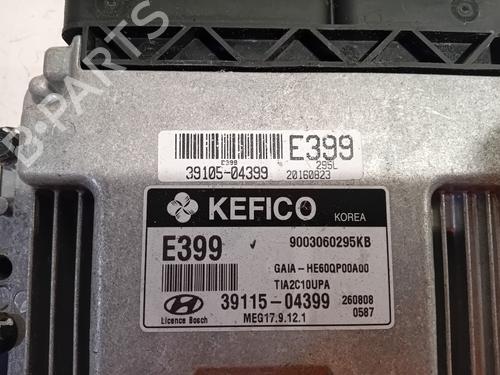 E399
E399
295L
39105-04399
20160823
KEFICO
KOREA
E399
9003060295KB
GAIA-HE60QP00A00
TIA2C10UPA
39115-04399
260808
0587
Licence Bosch
MEG17.9.12.1
B-PARTS